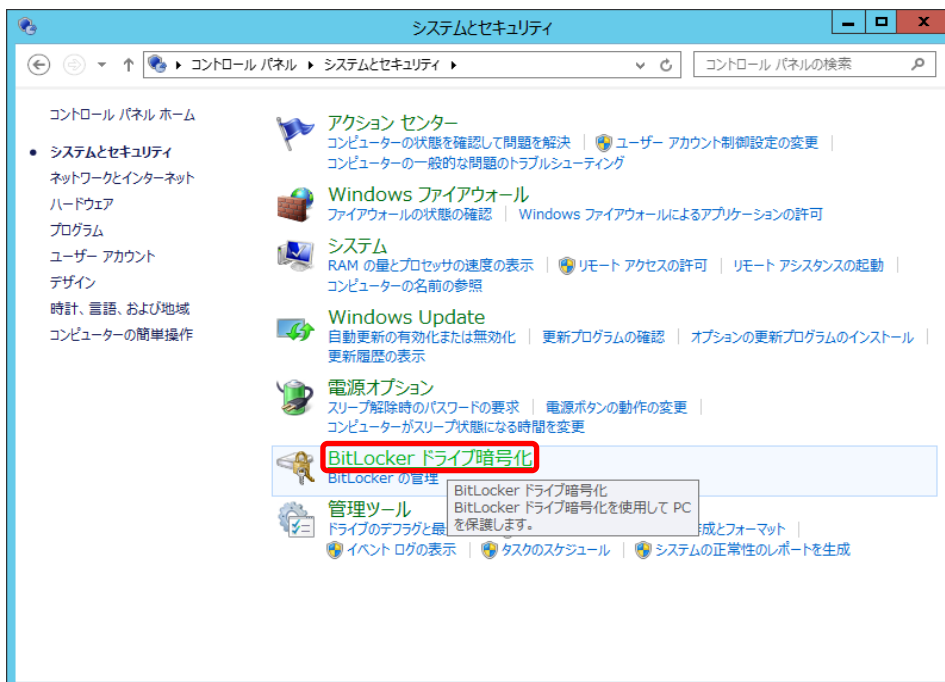 システムとセキュリティ
コントロール パネル ▸ システムとセキュリティ ▸
コントロール パネルの検索
コントロール パネル ホーム
システムとセキュリティ
ネットワークとインターネット
ハードウェア
プログラム
ユーザー アカウント
デザイン
時計、言語、および地域
コンピューターの簡単操作
アクション センター
コンピューターの状態を確認して問題を解決 | ユーザー アカウント制御設定の変更 |
コンピューターの一般的な問題のトラブルシューティング
Windows ファイアウォール
ファイアウォールの状態の確認 | Windows ファイアウォールによるアプリケーションの許可
システム
RAM の量とプロセッサの速度の表示 | リモート アクセスの許可 | リモート アシスタンスの起動 |
コンピューターの名前の参照
Windows Update
自動更新の有効化または無効化 | 更新プログラムの確認 | オプションの更新プログラムのインストール |
更新履歴の表示
電源オプション
スリープ解除時のパスワードの要求 | 電源ボタンの動作の変更 |
コンピューターがスリープ状態になる時間を変更
BitLocker ドライブ暗号化
BitLocker の管理
BitLocker ドライブ暗号化
BitLocker ドライブ暗号化を使用して PC
を保護します。
管理ツール
ドライブのデフラグと最 成とフォーマット |
イベント ログの表示 | タスクのスケジュール | システムの正常性のレポートを生成